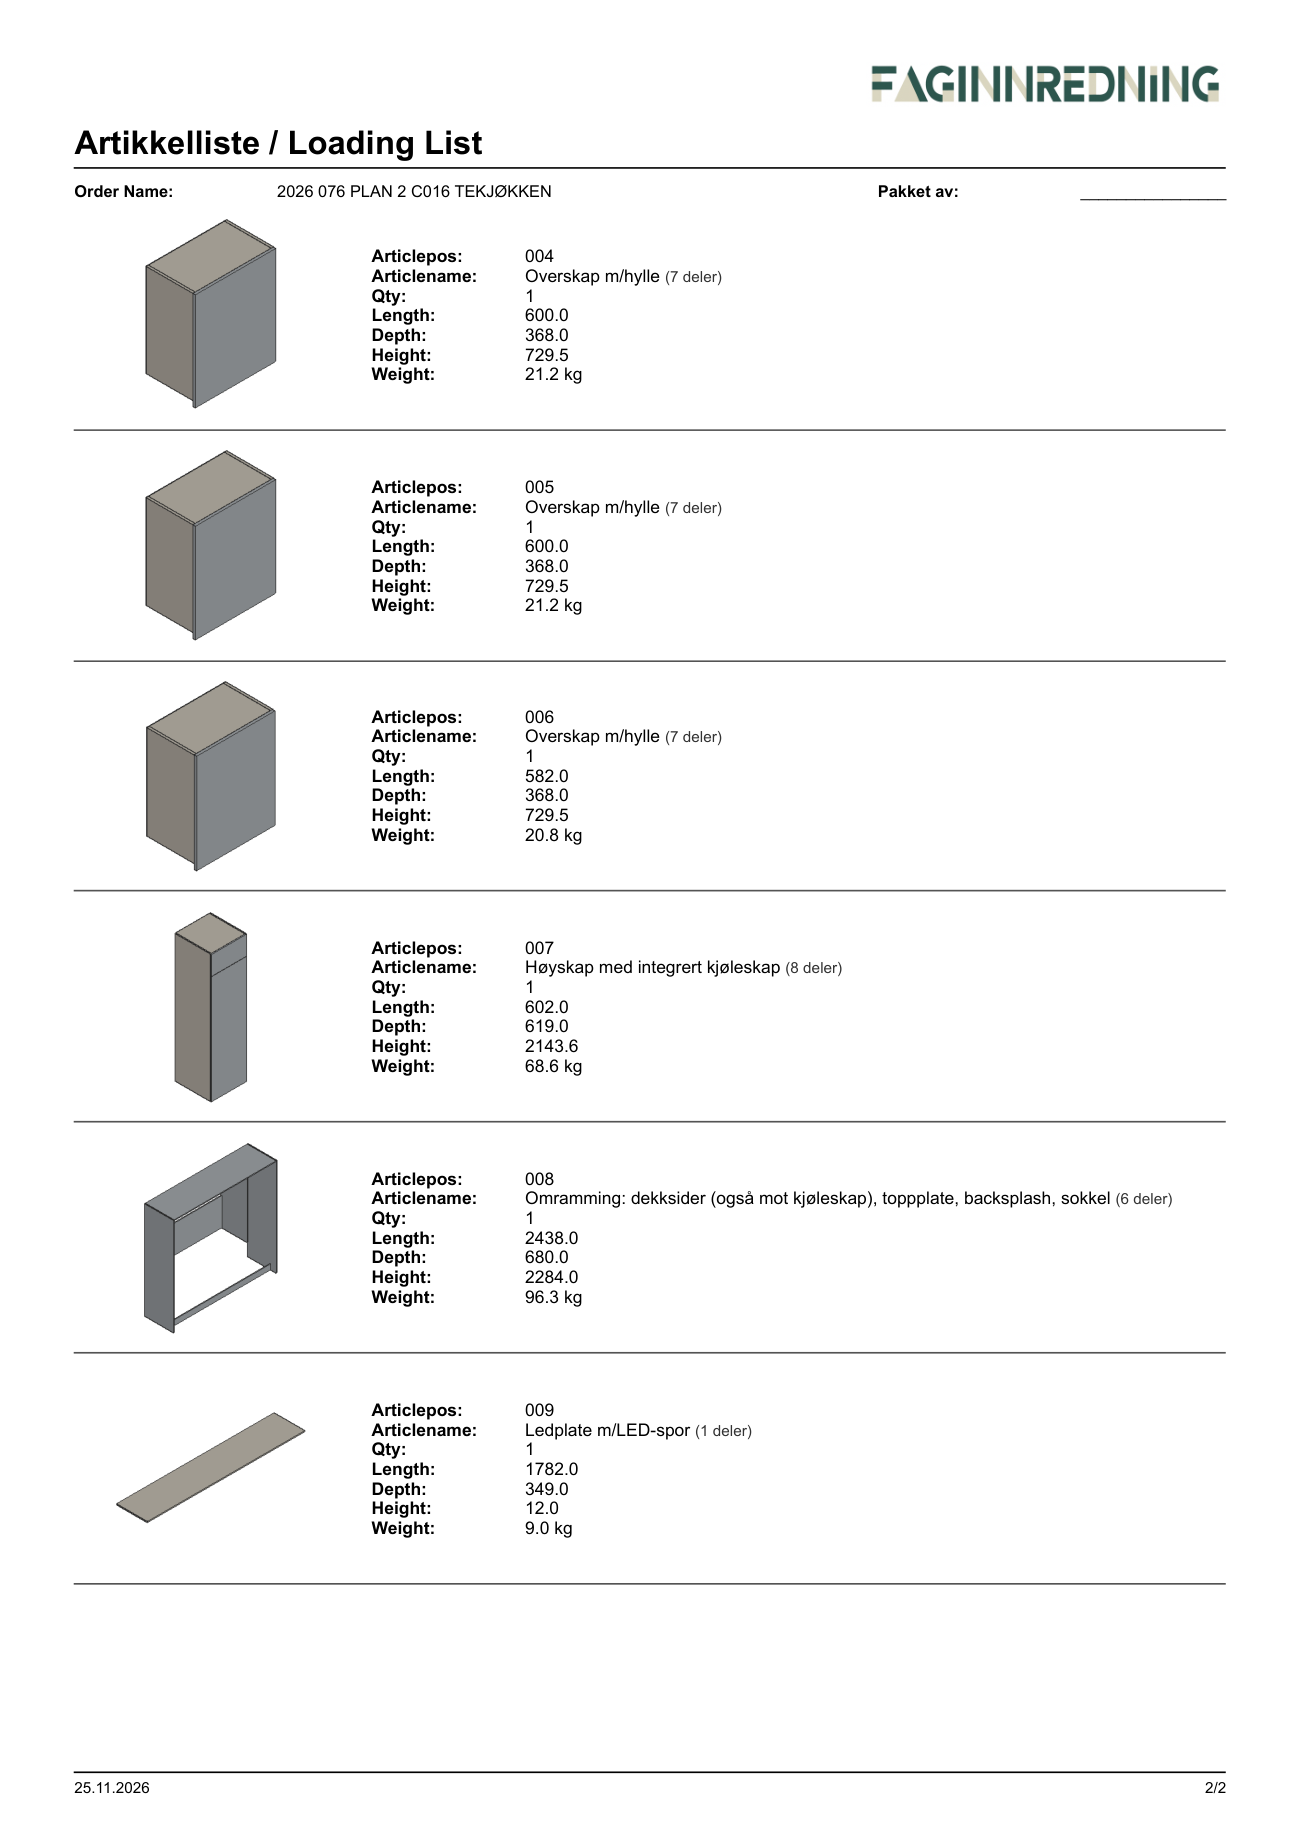 FAGINNREDNiNG
Artikkelliste / Loading List
Order Name: 2026 076 PLAN 2 C016 TEKJØKKEN Pakket av: ________________
Articlepos: 004
Articlename: Overskap m/hylle (7 deler)
Qty: 1
Length: 600.0
Depth: 368.0
Height: 729.5
Weight: 21.2 kg
Articlepos: 005
Articlename: Overskap m/hylle (7 deler)
Qty: 1
Length: 600.0
Depth: 368.0
Height: 729.5
Weight: 21.2 kg
Articlepos: 006
Articlename: Overskap m/hylle (7 deler)
Qty: 1
Length: 582.0
Depth: 368.0
Height: 729.5
Weight: 20.8 kg
Articlepos: 007
Articlename: Høyskap med integrert kjøleskap (8 deler)
Qty: 1
Length: 602.0
Depth: 619.0
Height: 2143.6
Weight: 68.6 kg
Articlepos: 008
Articlename: Omramming: dekksider (også mot kjøleskap), toppplate, backsplash, sokkel (6 deler)
Qty: 1
Length: 2438.0
Depth: 680.0
Height: 2284.0
Weight: 96.3 kg
Articlepos: 009
Articlename: Ledplate m/LED-spor (1 deler)
Qty: 1
Length: 1782.0
Depth: 349.0
Height: 12.0
Weight: 9.0 kg
25.11.2026 2/2